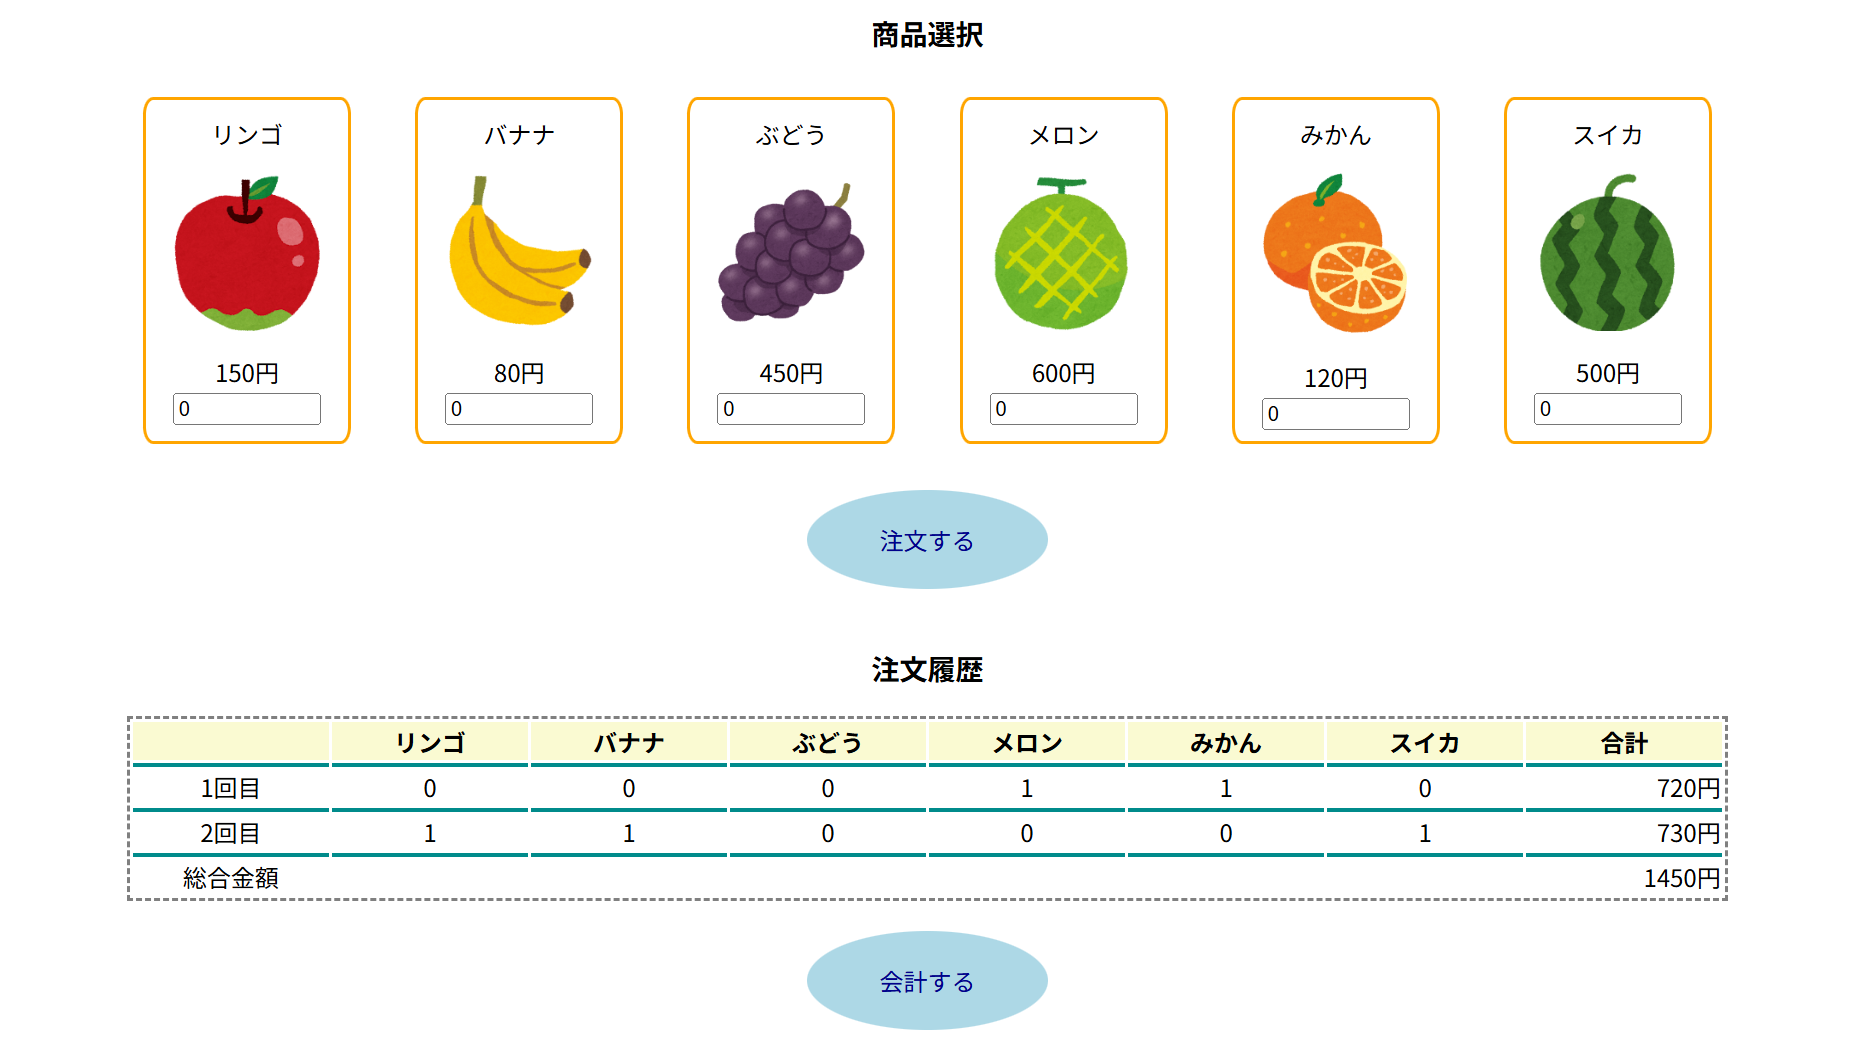 商品選択
リンゴ バナナ ぶどう メロン みかん スイカ
150円 80円 450円 600円 120円 500円
0 0 0 0 0 0
注文する
注文履歴
リンゴ バナナ ぶどう メロン みかん スイカ 合計
1回目 0 0 0 1 1 0 720円
2回目 1 1 0 0 0 1 730円
総合金額 1450円
会計する